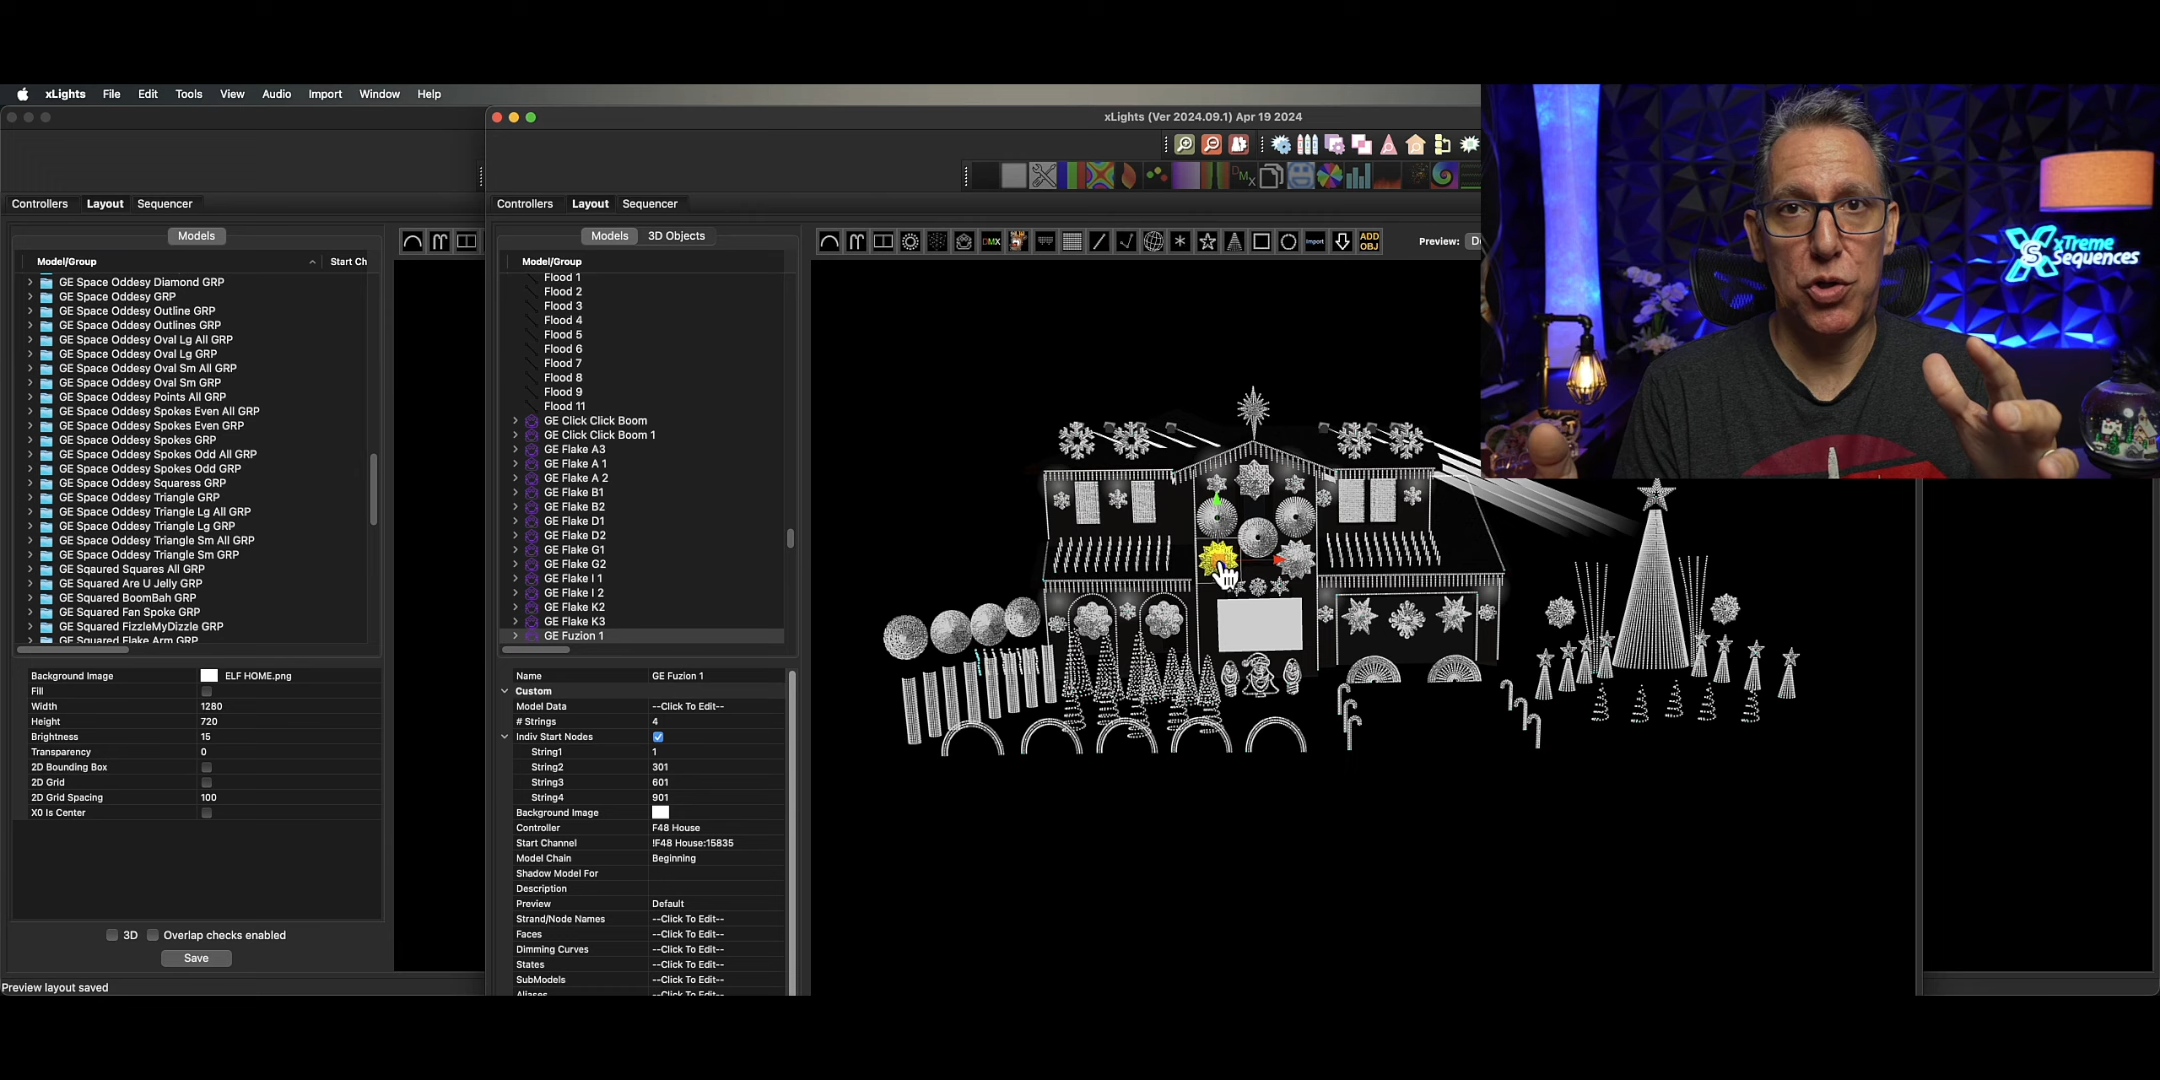 xLights File Edit Tools View Audio Import Window Help
xLights (Ver 2024.09.1) Apr 19 2024
Controllers Layout Sequencer
Models
Model/Group Start Ch
GE Space Oddesy Diamond GRP
GE Space Oddesy GRP
GE Space Oddesy Outline GRP
GE Space Oddesy Outlines GRP
GE Space Oddesy Oval Lg All GRP
GE Space Oddesy Oval Lg GRP
GE Space Oddesy Oval Sm All GRP
GE Space Oddesy Oval Sm GRP
GE Space Oddesy Points All GRP
GE Space Oddesy Spokes Even All GRP
GE Space Oddesy Spokes Even GRP
GE Space Oddesy Spokes GRP
GE Space Oddesy Spokes Odd All GRP
GE Space Oddesy Spokes Odd GRP
GE Space Oddesy Squaress GRP
GE Space Oddesy Triangle GRP
GE Space Oddesy Triangle Lg All GRP
GE Space Oddesy Triangle Lg GRP
GE Space Oddesy Triangle Sm All GRP
GE Space Oddesy Triangle Sm GRP
GE Sqaured Squares All GRP
GE Squared Are U Jelly GRP
GE Squared BoomBah GRP
GE Squared Fan Spoke GRP
GE Squared FizzleMyDizzle GRP
GE Squared Flake Arm GRP
Background Image ELF HOME.png
Fill
Width 1280
Height 720
Brightness 15
Transparency 0
2D Bounding Box
2D Grid
2D Grid Spacing 100
X0 Is Center
3D Overlap checks enabled
Save
Preview layout saved
Controllers Layout Sequencer
Models 3D Objects
DMX
Import
ADD
OBJ
Preview:
Model/Group
Flood 1
Flood 2
Flood 3
Flood 4
Flood 5
Flood 6
Flood 7
Flood 8
Flood 9
Flood 11
GE Click Click Boom
GE Click Click Boom 1
GE Flake A3
GE Flake A 1
GE Flake A 2
GE Flake B1
GE Flake B2
GE Flake D1
GE Flake D2
GE Flake G1
GE Flake G2
GE Flake I 1
GE Flake I 2
GE Flake K2
GE Flake K3
GE Fuzion 1
Name GE Fuzion 1
Custom
Model Data --Click To Edit--
# Strings 4
Indiv Start Nodes
String1 1
String2 301
String3 601
String4 901
Background Image
Controller F48 House
Start Channel !F48 House:15835
Model Chain Beginning
Shadow Model For
Description
Preview Default
Strand/Node Names --Click To Edit--
Faces --Click To Edit--
Dimming Curves --Click To Edit--
States --Click To Edit--
SubModels --Click To Edit--
Aliases --Click To Edit--
xTreme
Sequences